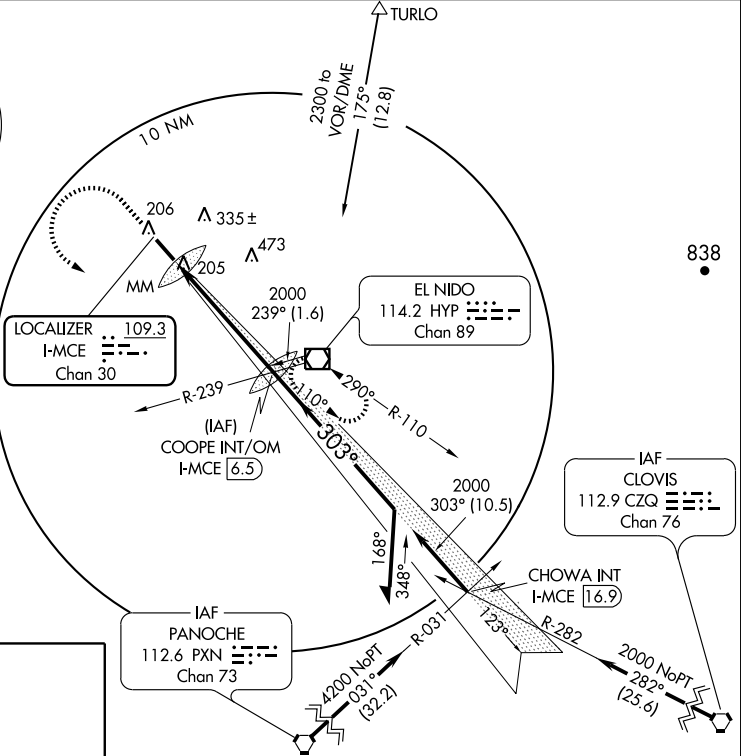 TURLO
2300 to
VOR/DME
175°
(12.8)
10 NM
206
335 ±
473
205
MM
838
2000
239° (1.6)
EL NIDO
114.2 HYP
Chan 89
LOCALIZER 109.3
I-MCE
Chan 30
R-239
290°
R-110
110°
(IAF)
COOPE INT/OM
I-MCE 6.5
303°
IAF
CLOVIS
112.9 CZQ
Chan 76
2000
303° (10.5)
168°
348°
CHOWA INT
I-MCE 16.9
123°
R-282
IAF
PANOCHE
112.6 PXN
Chan 73
R-031
4200 NoPT
031°
(32.2)
2000 NoPT
282°
(25.6)